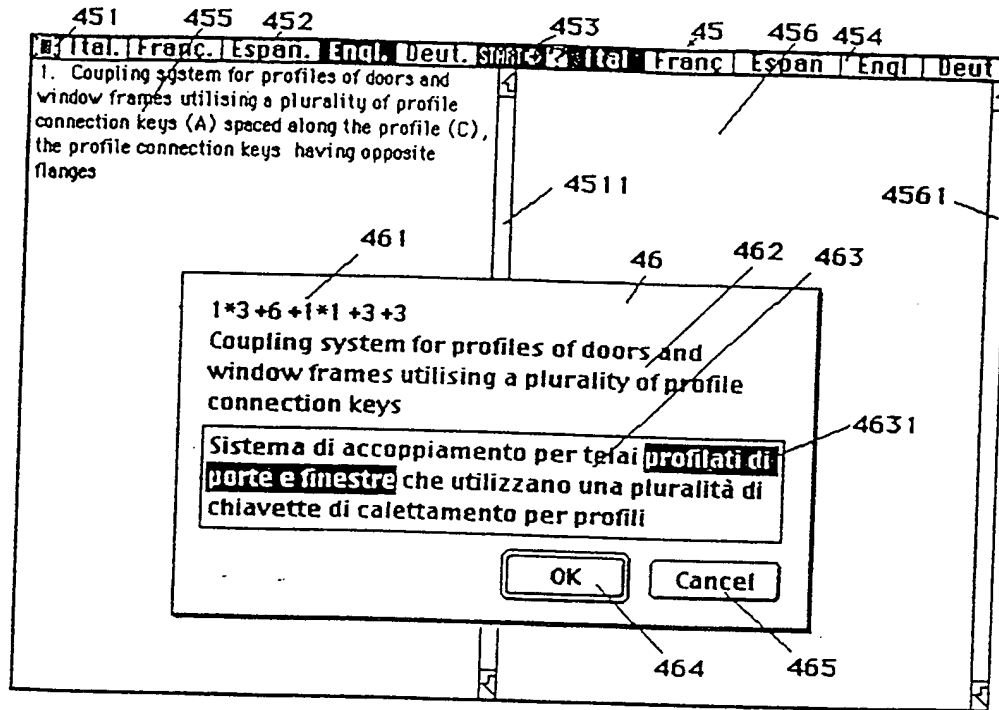 451 455 452 453 45 456 454
Ital. Franç. Españ. Engl. Deut. START ? Ital Franç Españ Engl Deut
1. Coupling system for profiles of doors and
window frames utilising a plurality of profile
connection keys (A) spaced along the profile (C),
the profile connection keys having opposite
flanges
4511
4561
461
46
462
463
1*3+6+1*1+3+3
Coupling system for profiles of doors and
window frames utilising a plurality of profile
connection keys
4631
Sistema di accoppiamento per telai profilati di
porte e finestre che utilizzano una pluralità di
chiavette di calettamento per profili
OK Cancel
464 465